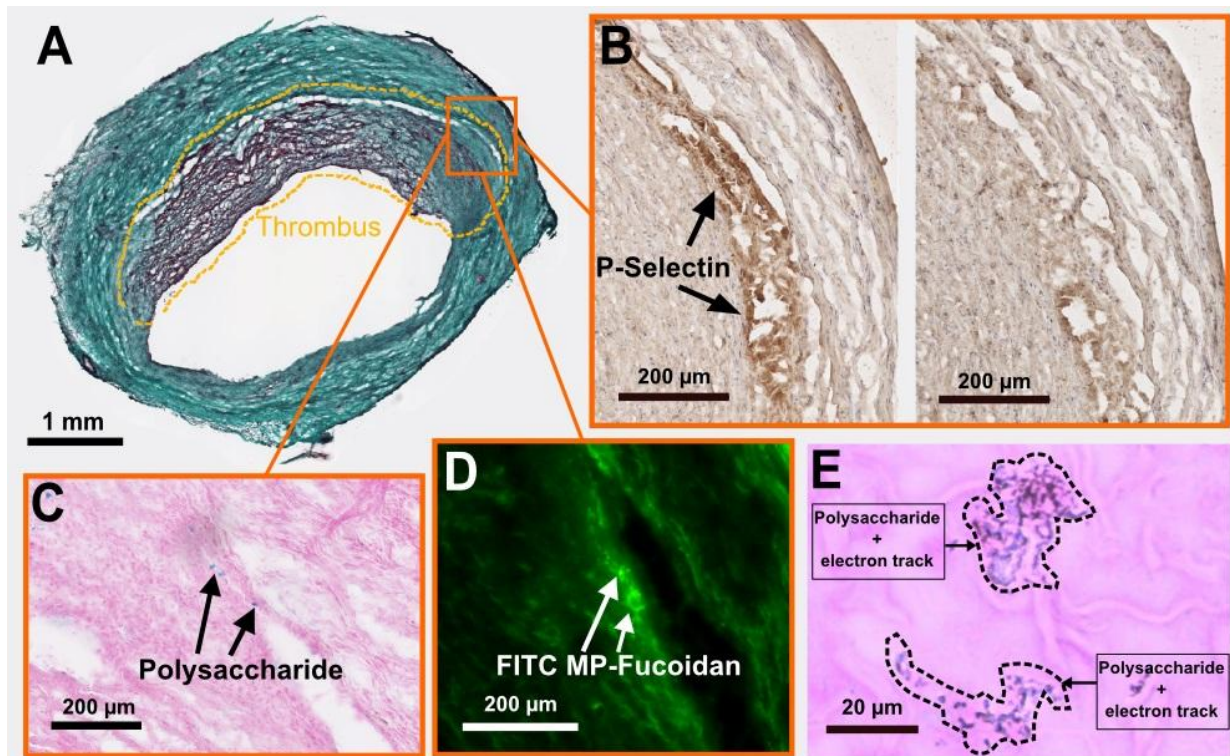 A
Thrombus
1 mm
B
P-Selectin
200 µm
200 µm
C
Polysaccharide
200 µm
D
FITC MP-Fucoidan
200 µm
E
Polysaccharide
+
electron track
Polysaccharide
+
electron track
20 µm